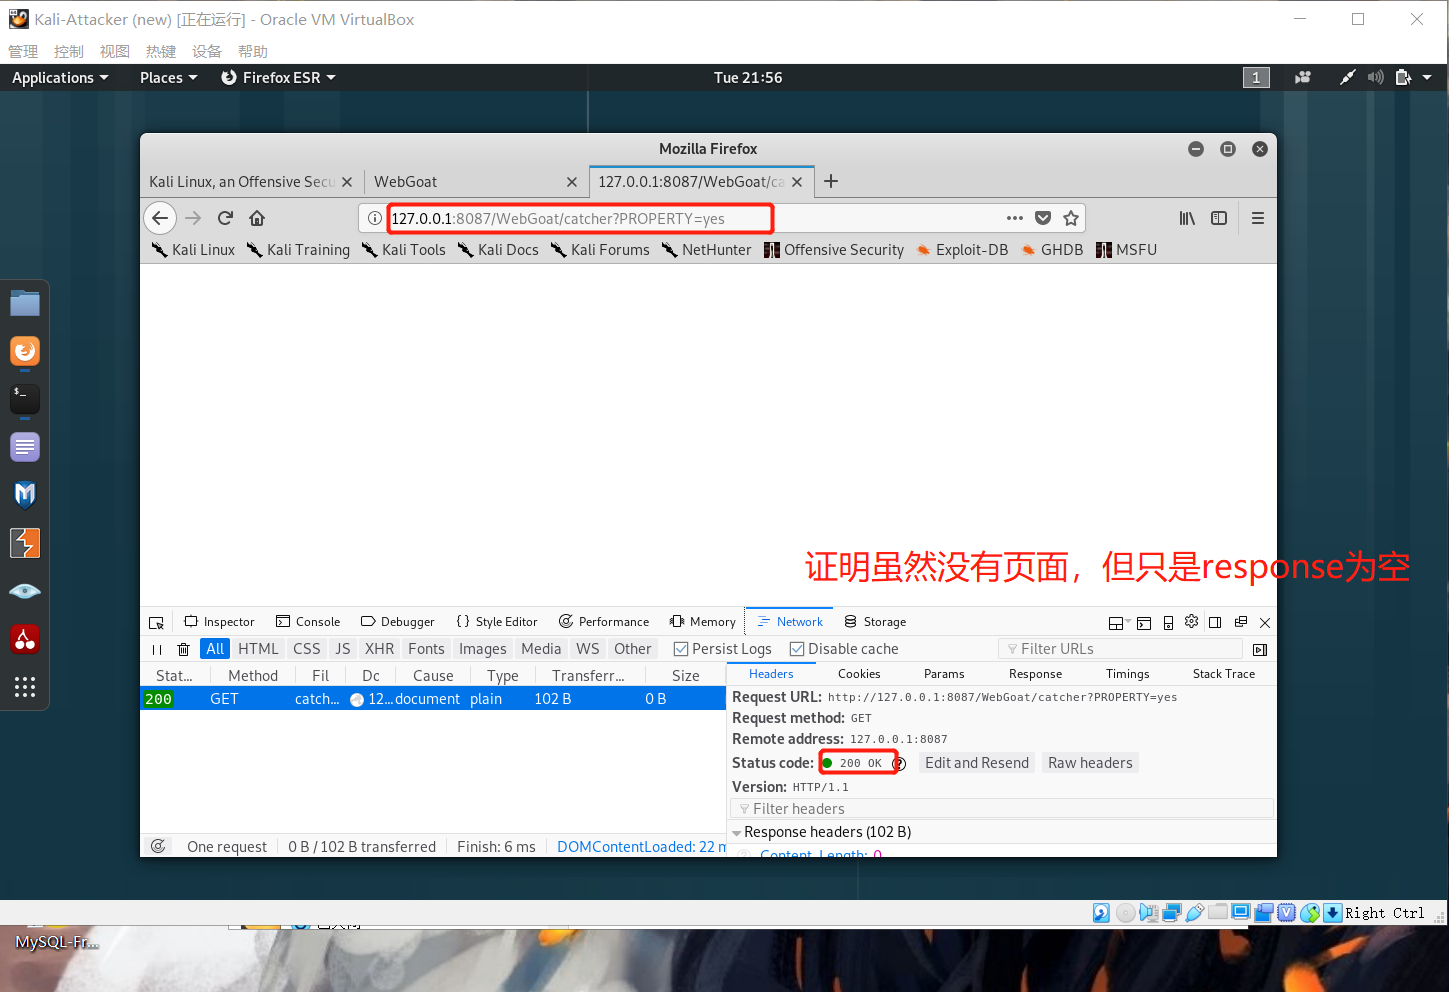 Kali-Attacker (new) [正在运行] - Oracle VM VirtualBox
管理 控制 视图 热键 设备 帮助
Applications Places Firefox ESR Tue 21:56 1
Mozilla Firefox
Kali Linux, an Offensive Secu WebGoat 127.0.0.1:8087/WebGoat/ca
127.0.0.1:8087/WebGoat/catcher?PROPERTY=yes
Kali Linux Kali Training Kali Tools Kali Docs Kali Forums NetHunter Offensive Security Exploit-DB GHDB MSFU
证明虽然没有页面，但只是response为空
Inspector Console Debugger Style Editor Performance Memory Network Storage
All HTML CSS JS XHR Fonts Images Media WS Other Persist Logs Disable cache Filter URLs
Stat... Method Fil Dc Cause Type Transferr... Size
200 GET catch... 12... document plain 102 B 0 B
Headers Cookies Params Response Timings Stack Trace
Request URL: http://127.0.0.1:8087/WebGoat/catcher?PROPERTY=yes
Request method: GET
Remote address: 127.0.0.1:8087
Status code: 200 OK Edit and Resend Raw headers
Version: HTTP/1.1
Filter headers
Response headers (102 B)
Content-Length: 0
One request 0 B / 102 B transferred Finish: 6 ms DOMContentLoaded: 22 m
Right Ctrl
MySQL-Fr...